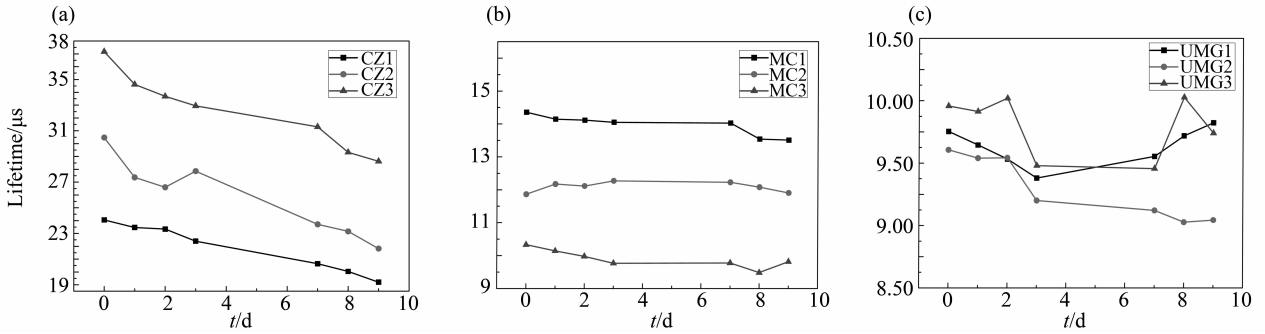 (a)
Lifetime/μs
38
35
31
27
23
19
CZ1
CZ2
CZ3
0 2 4 6 8 10
t/d
(b)
15
13
11
9
MC1
MC2
MC3
0 2 4 6 8 10
t/d
(c)
10.50
10.00
9.50
9.00
8.50
UMG1
UMG2
UMG3
0 2 4 6 8 10
t/d